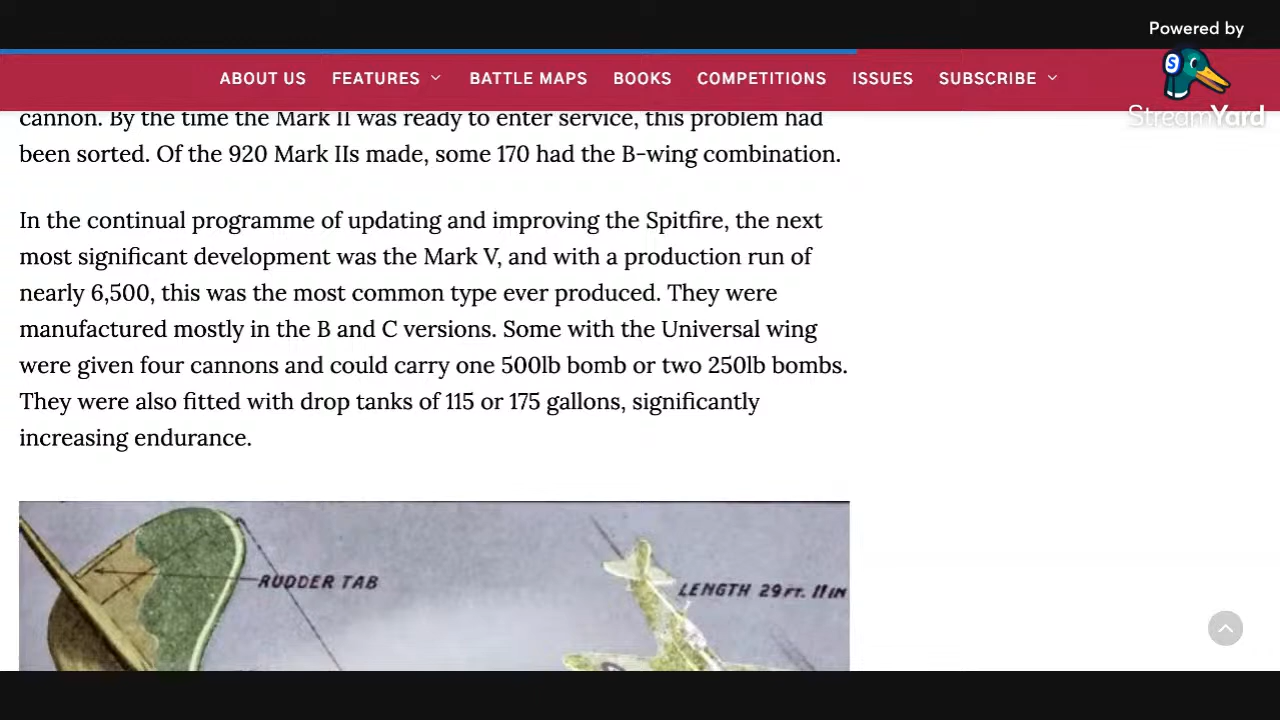 Powered by
ABOUT US FEATURES BATTLE MAPS BOOKS COMPETITIONS ISSUES SUBSCRIBE
StreamYard
cannon. By the time the Mark II was ready to enter service, this problem had
been sorted. Of the 920 Mark IIs made, some 170 had the B-wing combination.
In the continual programme of updating and improving the Spitfire, the next
most significant development was the Mark V, and with a production run of
nearly 6,500, this was the most common type ever produced. They were
manufactured mostly in the B and C versions. Some with the Universal wing
were given four cannons and could carry one 500lb bomb or two 250lb bombs.
They were also fitted with drop tanks of 115 or 175 gallons, significantly
increasing endurance.
RUDDER TAB
LENGTH 29 FT. 11 IN